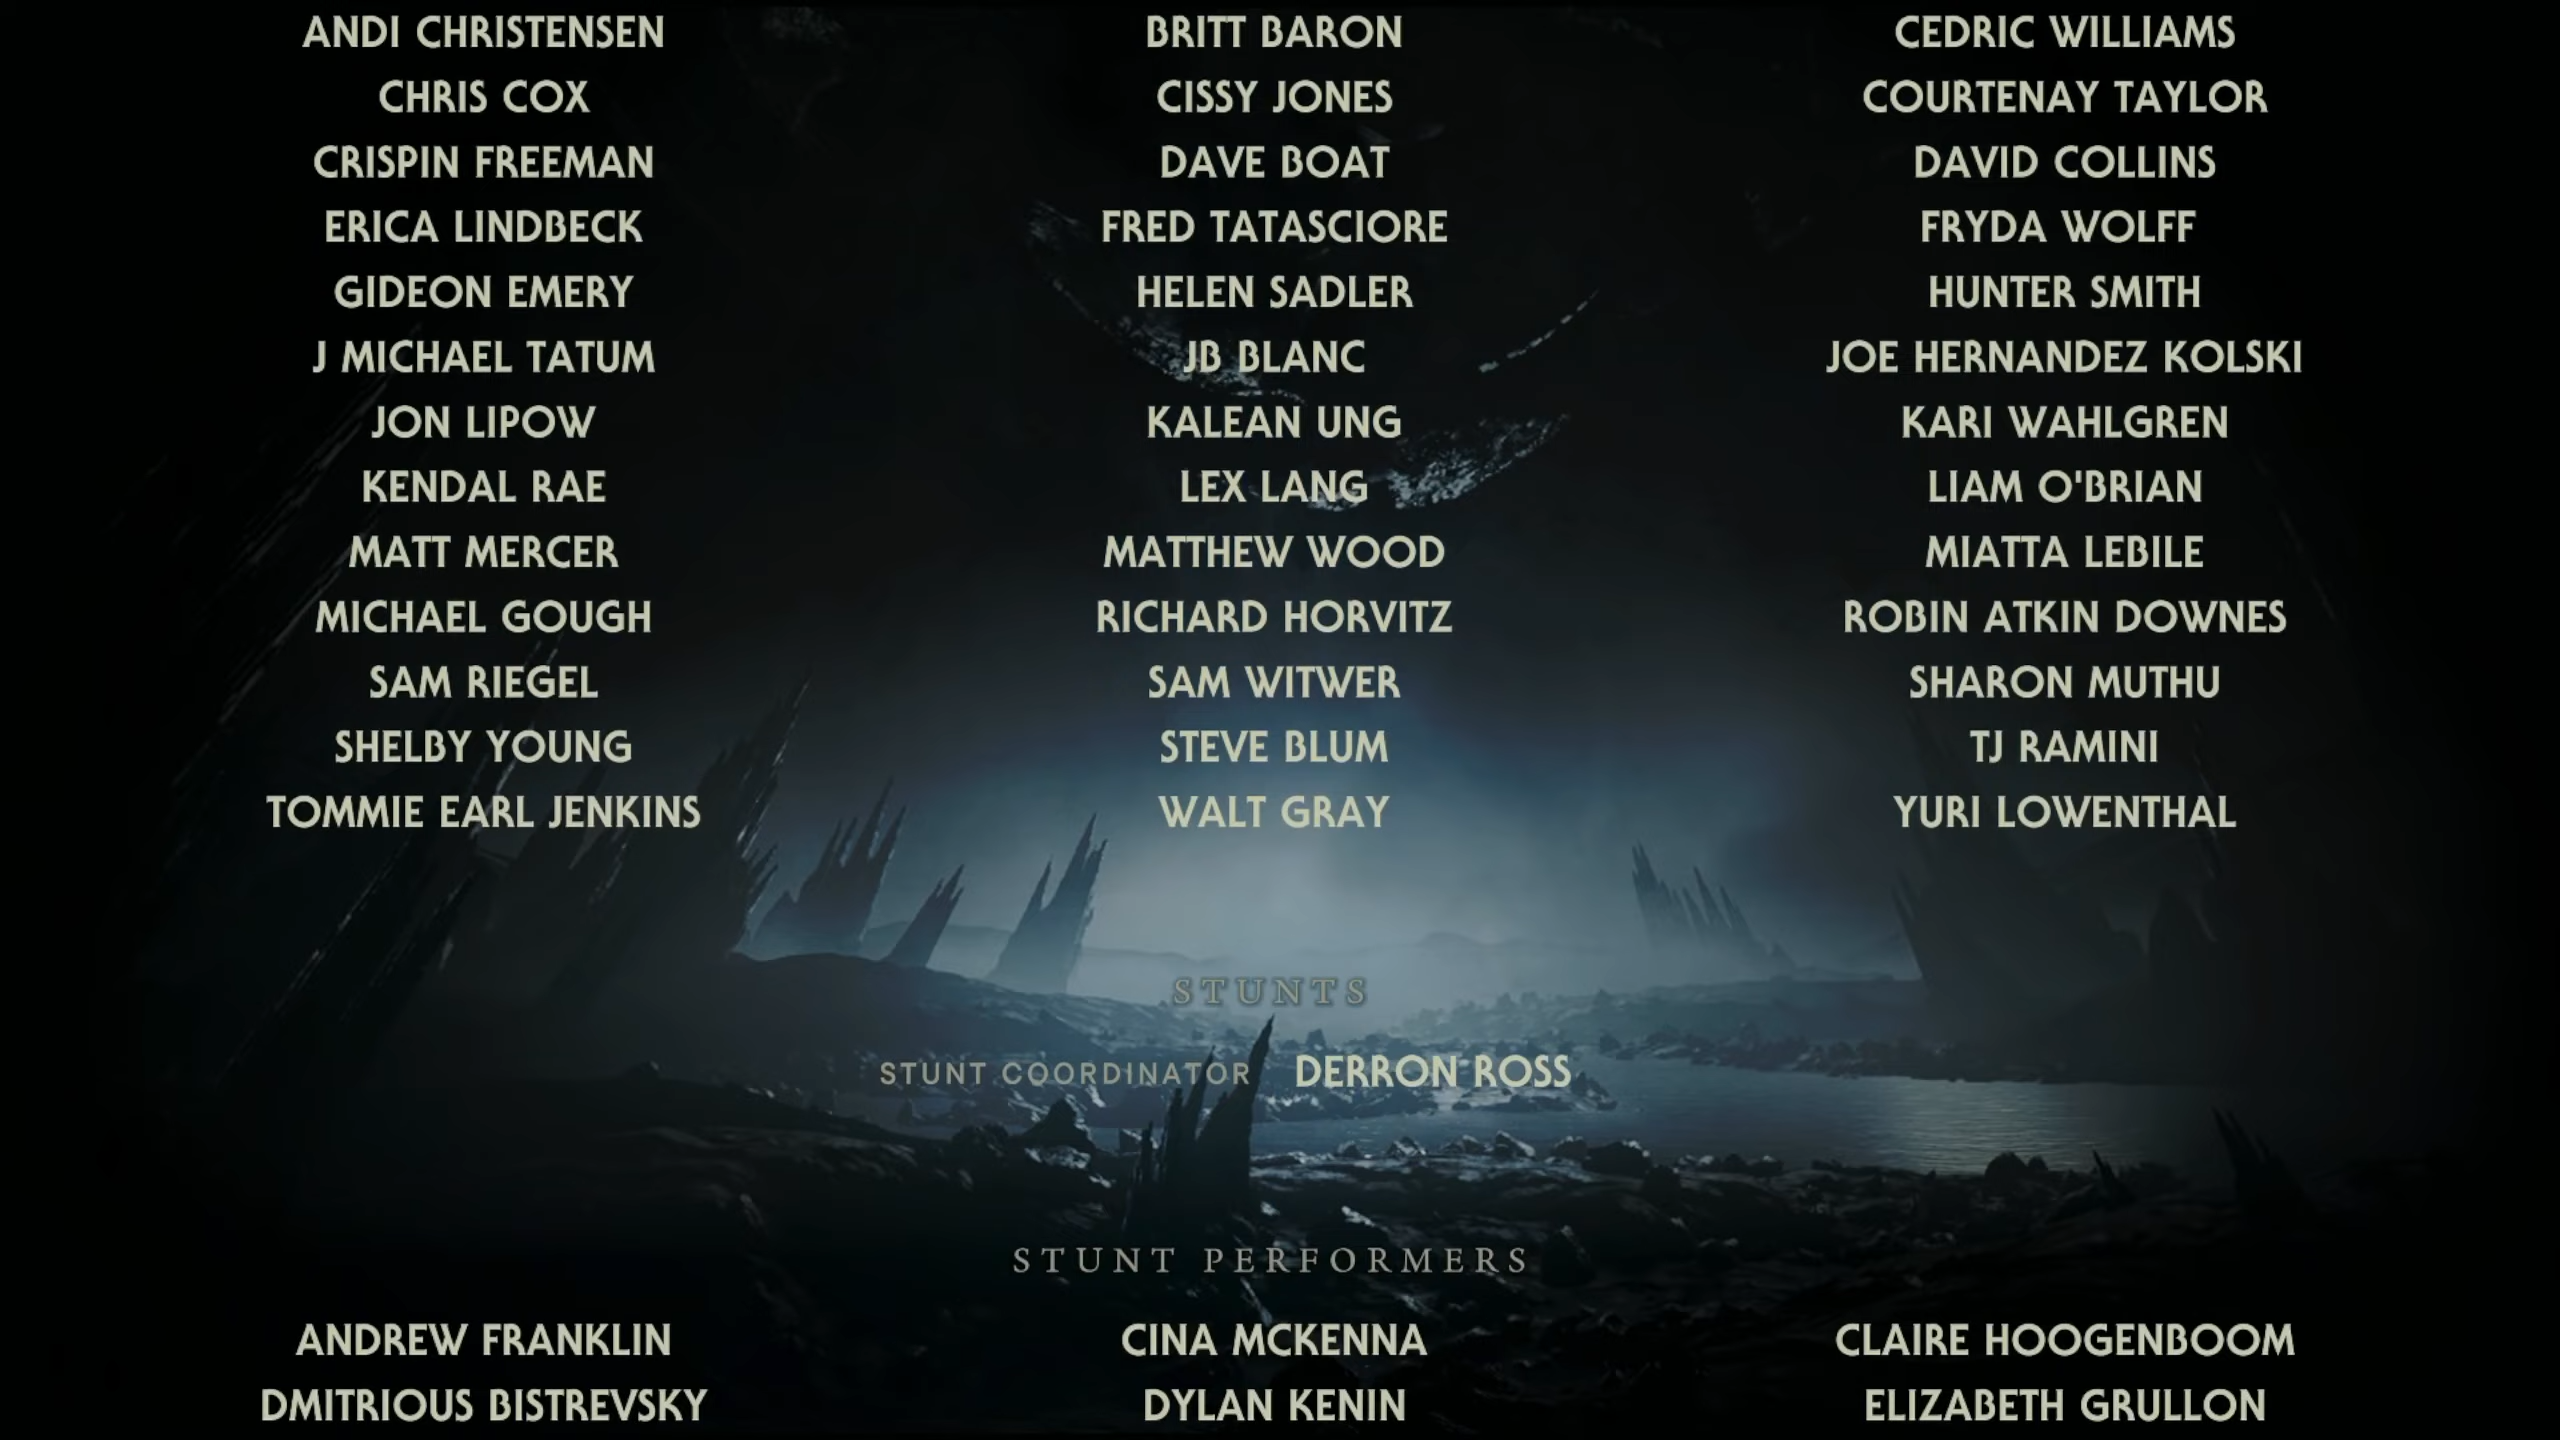 ANDI CHRISTENSEN BRITT BARON CEDRIC WILLIAMS
CHRIS COX CISSY JONES COURTENAY TAYLOR
CRISPIN FREEMAN DAVE BOAT DAVID COLLINS
ERICA LINDBECK FRED TATASCIORE FRYDA WOLFF
GIDEON EMERY HELEN SADLER HUNTER SMITH
J MICHAEL TATUM JB BLANC JOE HERNANDEZ KOLSKI
JON LIPOW KALEAN UNG KARI WAHLGREN
KENDAL RAE LEX LANG LIAM O'BRIAN
MATT MERCER MATTHEW WOOD MIATTA LEBILE
MICHAEL GOUGH RICHARD HORVITZ ROBIN ATKIN DOWNES
SAM RIEGEL SAM WITWER SHARON MUTHU
SHELBY YOUNG STEVE BLUM TJ RAMINI
TOMMIE EARL JENKINS WALT GRAY YURI LOWENTHAL
STUNTS
STUNT COORDINATOR DERRON ROSS
STUNT PERFORMERS
ANDREW FRANKLIN CINA MCKENNA CLAIRE HOOGENBOOM
DMITRIOUS BISTREVSKY DYLAN KENIN ELIZABETH GRULLON